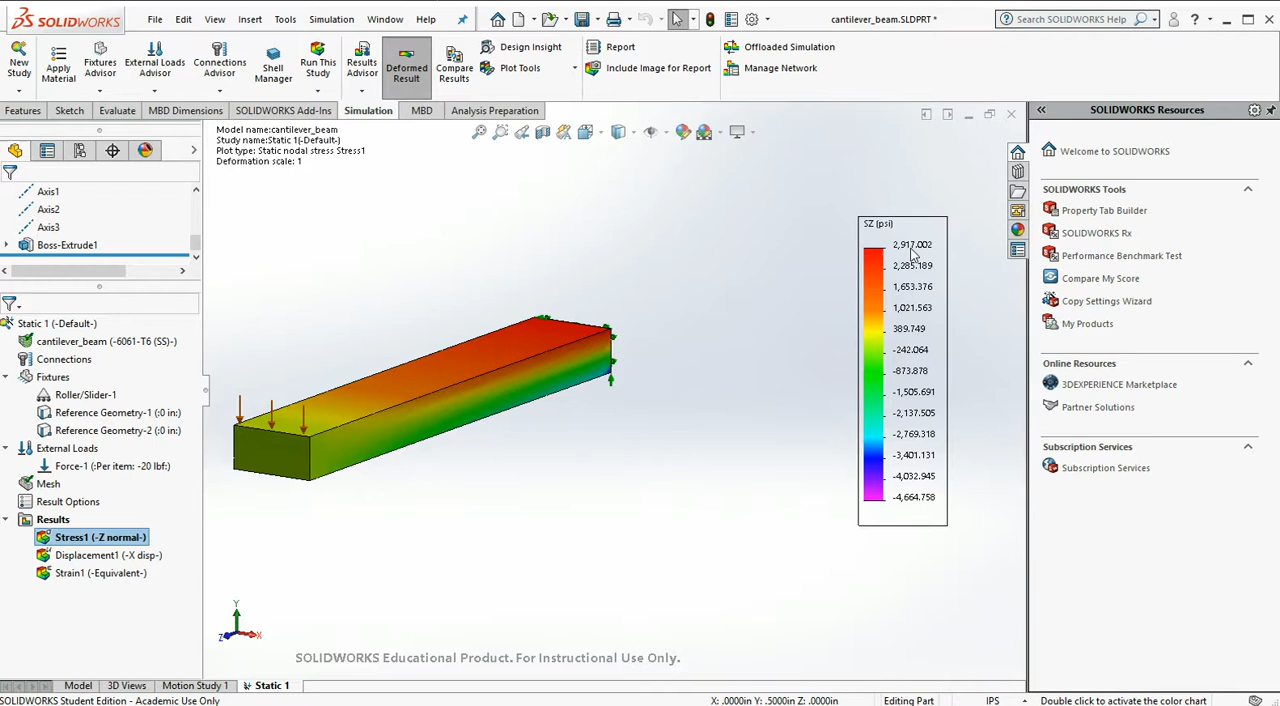 SOLIDWORKS File Edit View Insert Tools Simulation Window Help cantilever_beam.SLDPRT * Search SOLIDWORKS Help
New Study
Apply Material
Fixtures Advisor
External Loads Advisor
Connections Advisor
Shell Manager
Run This Study
Results Advisor
Deformed Result
Compare Results
Design Insight
Plot Tools
Report
Include Image for Report
Offloaded Simulation
Manage Network
Features Sketch Evaluate MBD Dimensions SOLIDWORKS Add-Ins Simulation MBD Analysis Preparation
Axis1
Axis2
Axis3
Boss-Extrude1
Static 1 (-Default-)
cantilever_beam (-6061-T6 (SS)-)
Connections
Fixtures
Roller/Slider-1
Reference Geometry-1 (:0 in:)
Reference Geometry-2 (:0 in:)
External Loads
Force-1 (:Per item: -20 lbf:)
Mesh
Result Options
Results
Stress1 (-Z normal-)
Displacement1 (-X disp-)
Strain1 (-Equivalent-)
Model name:cantilever_beam
Study name:Static 1(-Default-)
Plot type: Static nodal stress Stress1
Deformation scale: 1
SZ (psi)
2,917.002
2,285.189
1,653.376
1,021.563
389.749
-242.064
-873.878
-1,505.691
-2,137.505
-2,769.318
-3,401.131
-4,032.945
-4,664.758
Y
Z
X
SOLIDWORKS Educational Product. For Instructional Use Only.
SOLIDWORKS Resources
Welcome to SOLIDWORKS
SOLIDWORKS Tools
Property Tab Builder
SOLIDWORKS Rx
Performance Benchmark Test
Compare My Score
Copy Settings Wizard
My Products
Online Resources
3DEXPERIENCE Marketplace
Partner Solutions
Subscription Services
Subscription Services
Model 3D Views Motion Study 1 Static 1
SOLIDWORKS Student Edition - Academic Use Only X: .0000in Y: .5000in Z: .0000in Editing Part IPS Double click to activate the color chart